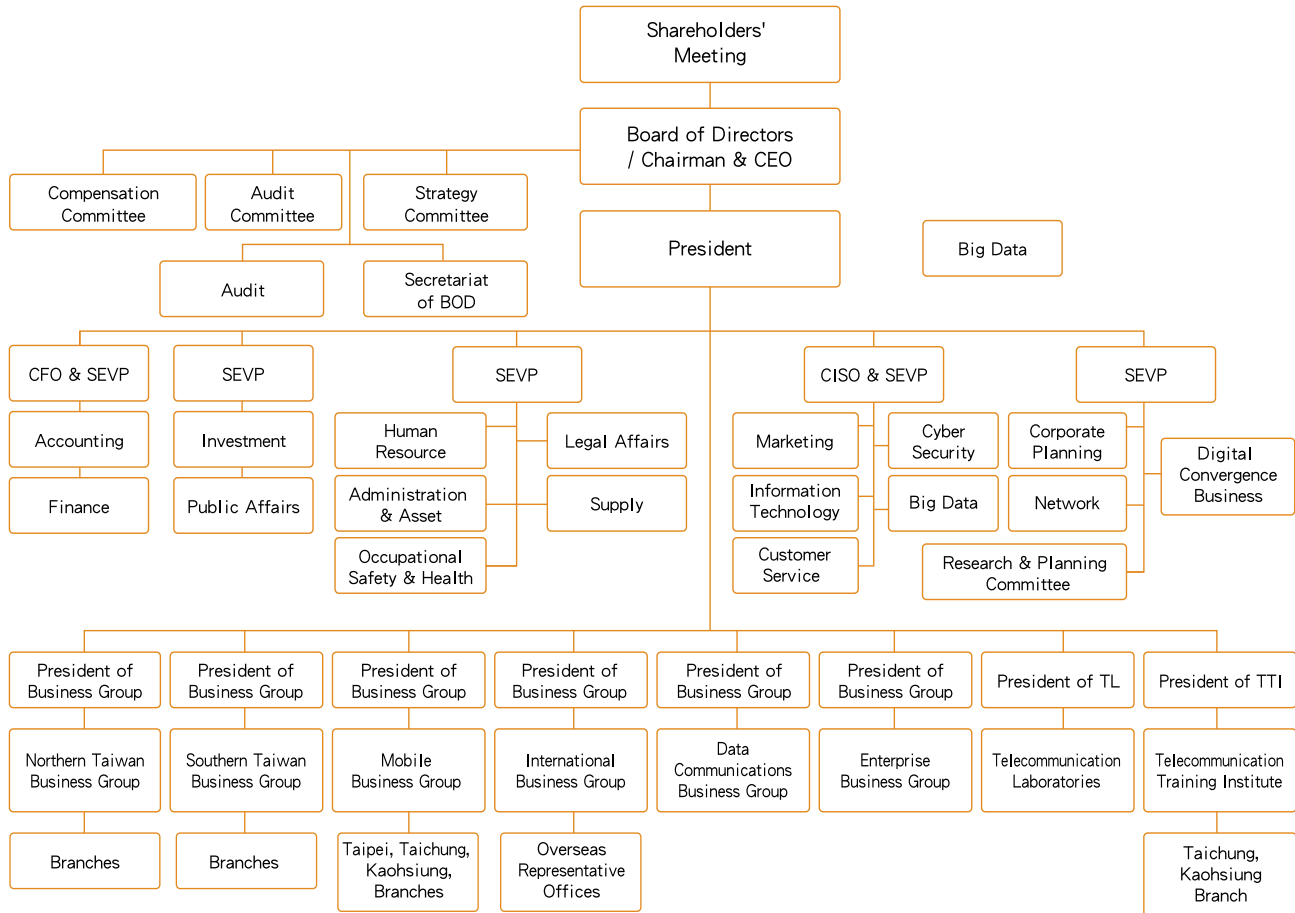 Shareholders'
Meeting
Board of Directors
/ Chairman & CEO
Compensation
Committee
Audit
Committee
Strategy
Committee
President
Big Data
Audit
Secretariat
of BOD
CFO & SEVP
SEVP
SEVP
CISO & SEVP
SEVP
Accounting
Finance
Investment
Public Affairs
Human
Resource
Legal Affairs
Administration
& Asset
Supply
Occupational
Safety & Health
Marketing
Cyber
Security
Information
Technology
Big Data
Customer
Service
Corporate
Planning
Digital
Convergence
Business
Network
Research & Planning
Committee
President of
Business Group
President of
Business Group
President of
Business Group
President of
Business Group
President of
Business Group
President of
Business Group
President of TL
President of TTI
Northern Taiwan
Business Group
Southern Taiwan
Business Group
Mobile
Business Group
International
Business Group
Data
Communications
Business Group
Enterprise
Business Group
Telecommunication
Laboratories
Telecommunication
Training Institute
Branches
Branches
Taipei, Taichung,
Kaohsiung,
Branches
Overseas
Representative
Offices
Taichung,
Kaohsiung
Branch